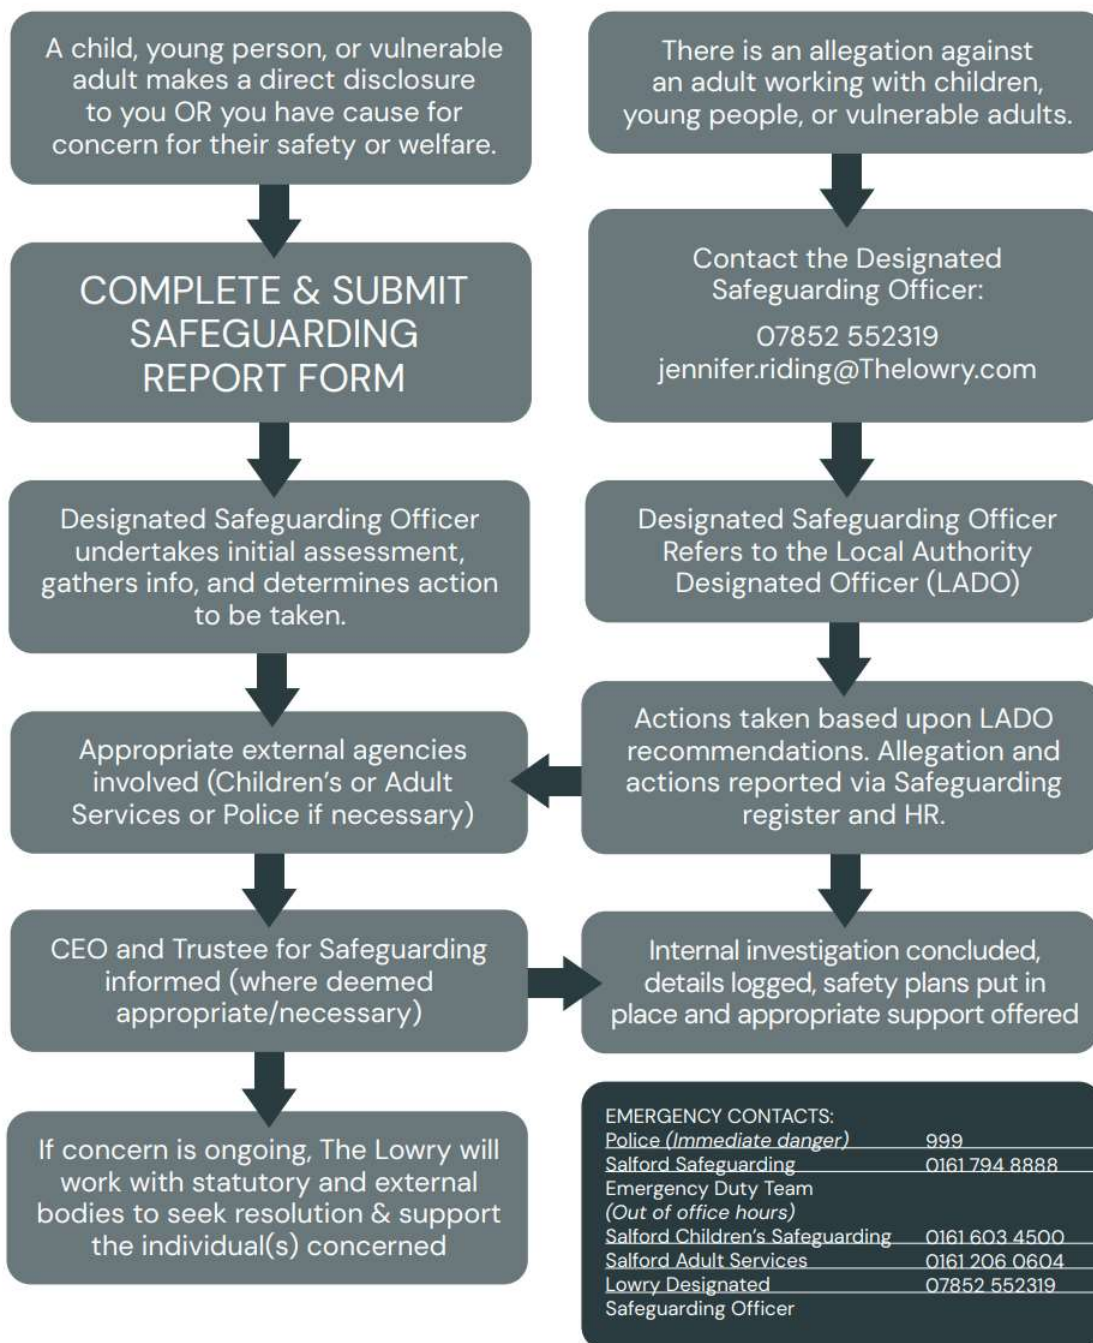 A child, young person, or vulnerable
adult makes a direct disclosure
to you OR you have cause for
concern for their safety or welfare.
COMPLETE & SUBMIT
SAFEGUARDING
REPORT FORM
Designated Safeguarding Officer
undertakes initial assessment,
gathers info, and determines action
to be taken.
Appropriate external agencies
involved (Children’s or Adult
Services or Police if necessary)
CEO and Trustee for Safeguarding
informed (where deemed
appropriate/necessary)
If concern is ongoing, The Lowry will
work with statutory and external
bodies to seek resolution & support
the individual(s) concerned
There is an allegation against
an adult working with children,
young people, or vulnerable adults.
Contact the Designated
Safeguarding Officer:
07852 552319
jennifer.riding@Thelowry.com
Designated Safeguarding Officer
Refers to the Local Authority
Designated Officer (LADO)
Actions taken based upon LADO
recommendations. Allegation and
actions reported via Safeguarding
register and HR.
Internal investigation concluded,
details logged, safety plans put in
place and appropriate support offered
EMERGENCY CONTACTS:
Police (Immediate danger) 999
Salford Safeguarding 0161 794 8888
Emergency Duty Team
(Out of office hours)
Salford Children’s Safeguarding 0161 603 4500
Salford Adult Services 0161 206 0604
Lowry Designated 07852 552319
Safeguarding Officer